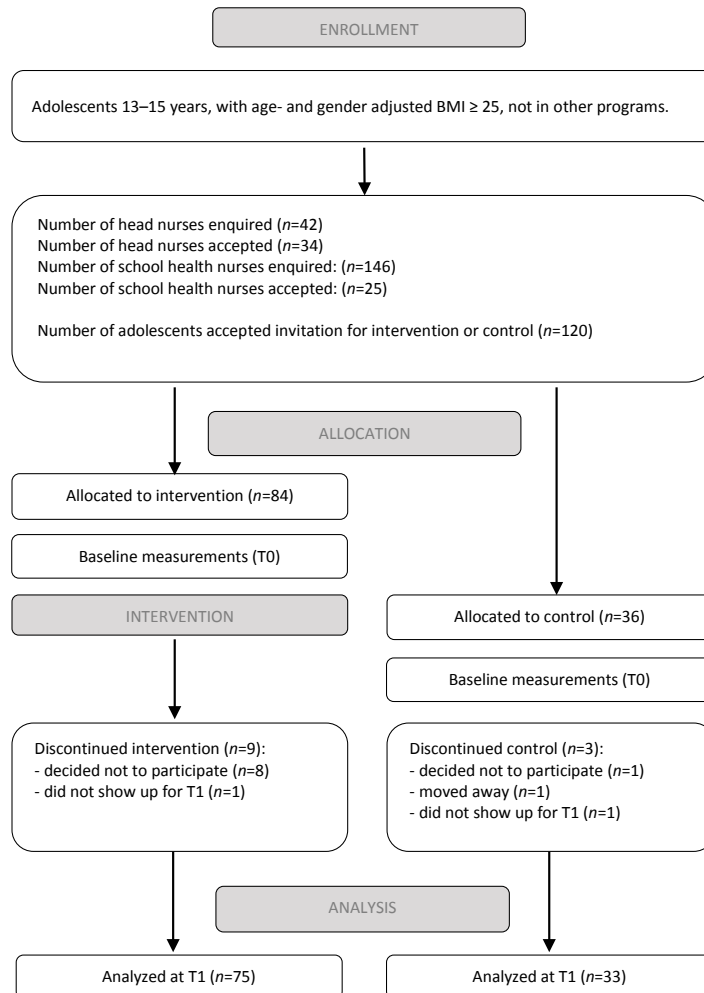 ENROLLMENT
Adolescents 13–15 years, with age- and gender adjusted BMI ≥ 25, not in other programs.
Number of head nurses enquired (n=42)
Number of head nurses accepted (n=34)
Number of school health nurses enquired: (n=146)
Number of school health nurses accepted: (n=25)
Number of adolescents accepted invitation for intervention or control (n=120)
ALLOCATION
Allocated to intervention (n=84)
Baseline measurements (T0)
INTERVENTION
Allocated to control (n=36)
Baseline measurements (T0)
Discontinued intervention (n=9):
- decided not to participate (n=8)
- did not show up for T1 (n=1)
Discontinued control (n=3):
- decided not to participate (n=1)
- moved away (n=1)
- did not show up for T1 (n=1)
ANALYSIS
Analyzed at T1 (n=75)
Analyzed at T1 (n=33)